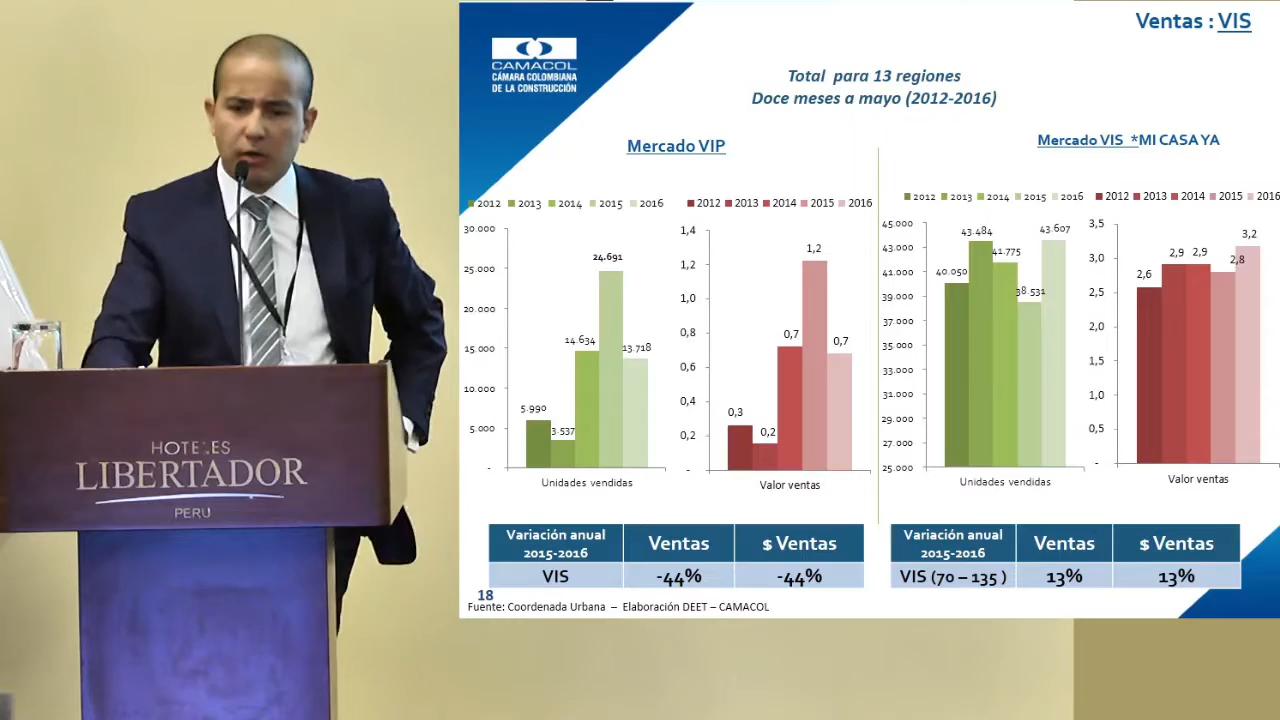 Ventas : VIS
CAMACOL
CÁMARA COLOMBIANA
DE LA CONSTRUCCIÓN
Total para 13 regiones
Doce meses a mayo (2012-2016)
Mercado VIP
Mercado VIS *MI CASA YA
2012 2013 2014 2015 2016
30.000
25.000
20.000
15.000
10.000
5.000
-
5.990
3.537
14.634
24.691
13.718
Unidades vendidas
2012 2013 2014 2015 2016
1,4
1,2
1,0
0,8
0,6
0,4
0,2
-
0,3
0,2
0,7
1,2
0,7
Valor ventas
2012 2013 2014 2015 2016
45.000
43.000
41.000
39.000
37.000
35.000
33.000
31.000
29.000
27.000
25.000
40.050
43.484
41.775
38.531
43.607
Unidades vendidas
2012 2013 2014 2015 2016
3,5
3,0
2,5
2,0
1,5
1,0
0,5
-
2,6
2,9
2,9
2,8
3,2
Valor ventas
Variación anual
2015-2016
Ventas
$ Ventas
VIS
-44%
-44%
Variación anual
2015-2016
Ventas
$ Ventas
VIS (70 – 135 )
13%
13%
18
Fuente: Coordenada Urbana – Elaboración DEET – CAMACOL
HOTELES
LIBERTADOR
PERU